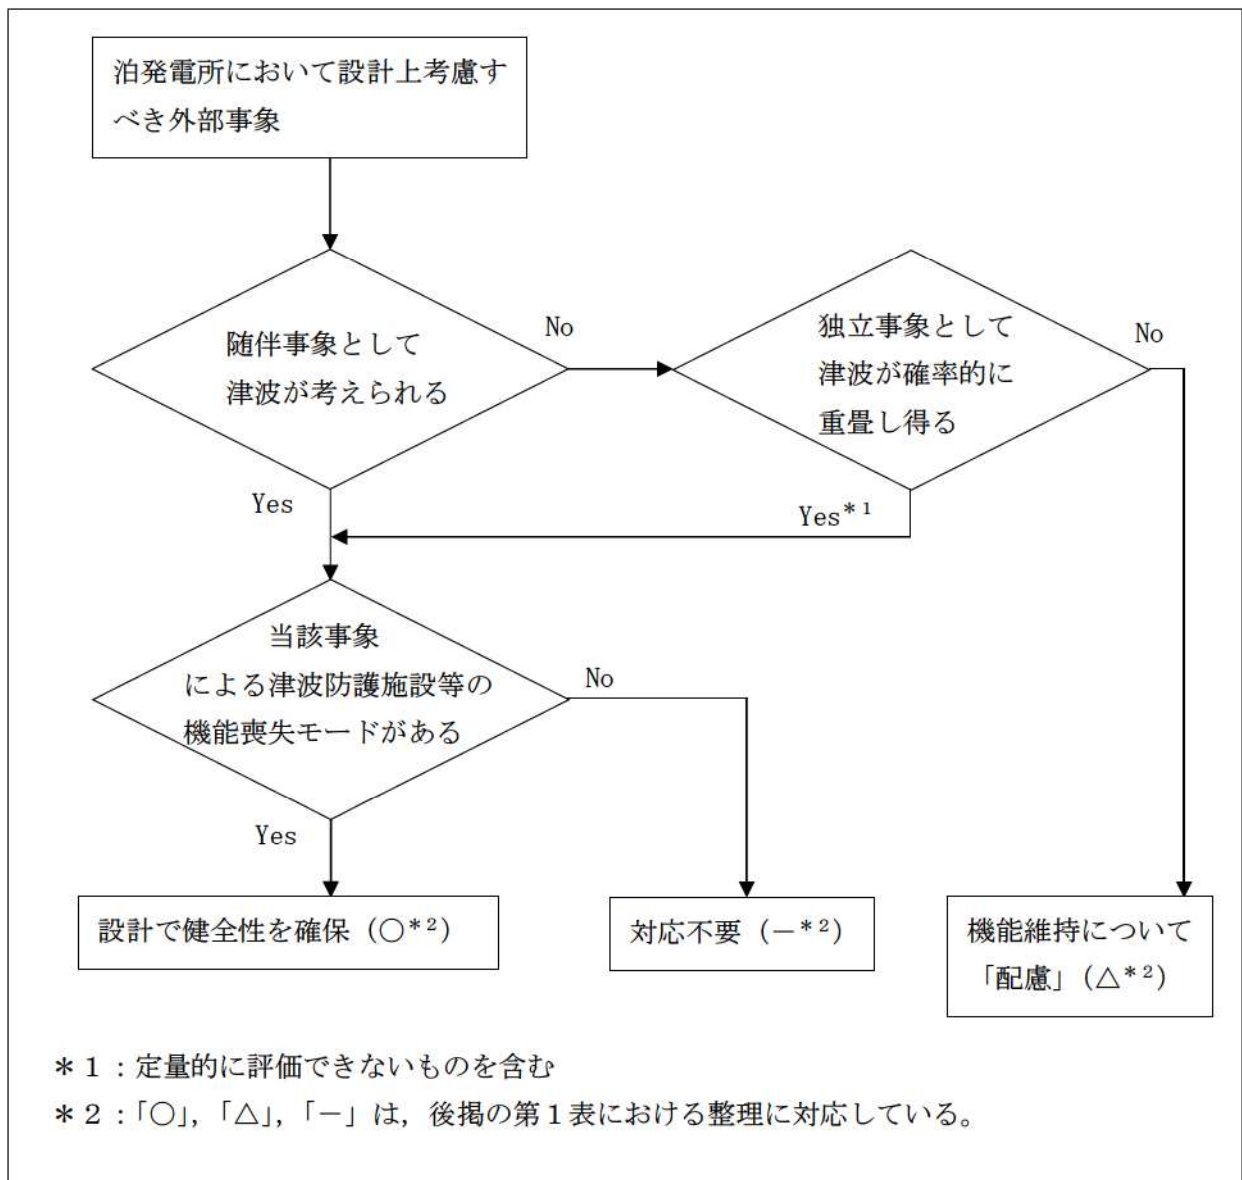 泊発電所において設計上考慮す
べき外部事象
随伴事象として
津波が考えられる
No
独立事象として
津波が確率的に
重畳し得る
No
Yes
Yes*1
当該事象
による津波防護施設等の
機能喪失モードがある
No
Yes
設計で健全性を確保（○*2）
対応不要（－*2）
機能維持について
「配慮」（△*2）
＊１：定量的に評価できないものを含む
＊２：「○」，「△」，「－」は，後掲の第１表における整理に対応している。